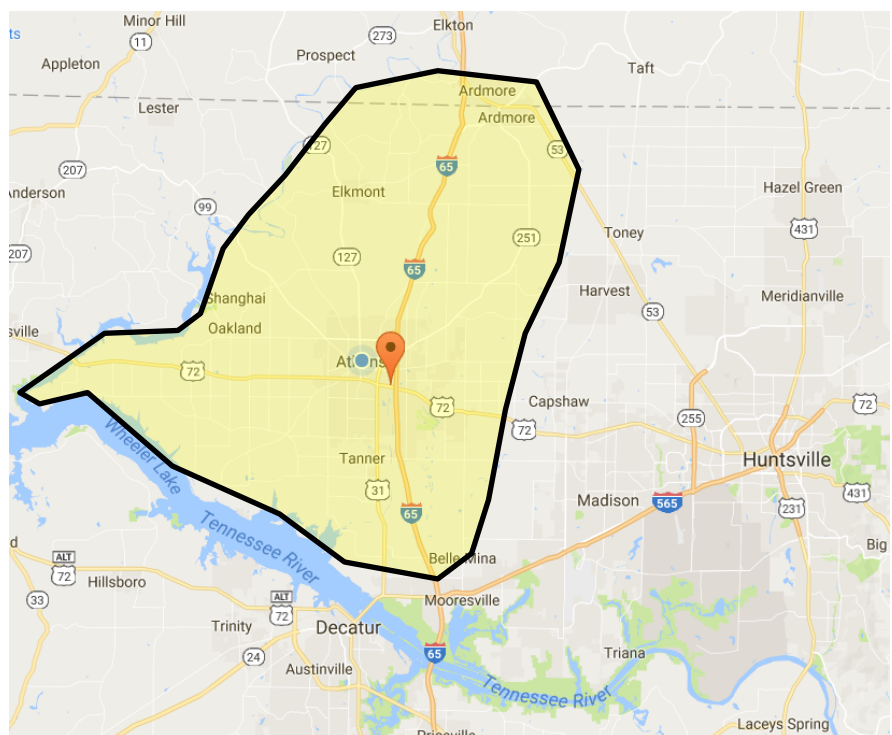 Minor Hill
Elkton
ts
11
273
Prospect
Appleton
Taft
Ardmore
Lester
Ardmore
127
53
65
207
Elkmont
Hazel Green
Anderson
99
431
251
Toney
207
127
65
Harvest
Meridianville
Shanghai
53
Oakland
sville
72
Capshaw
72
72
72
255
Wheeler Lake
Tanner
Huntsville
31
431
Madison
565
231
65
Tennessee River
d
ALT
72
Belle Mina
Big
Hillsboro
33
ALT
72
Mooresville
Trinity
Decatur
24
65
Triana
Austinville
Tennessee River
Laceys Spring